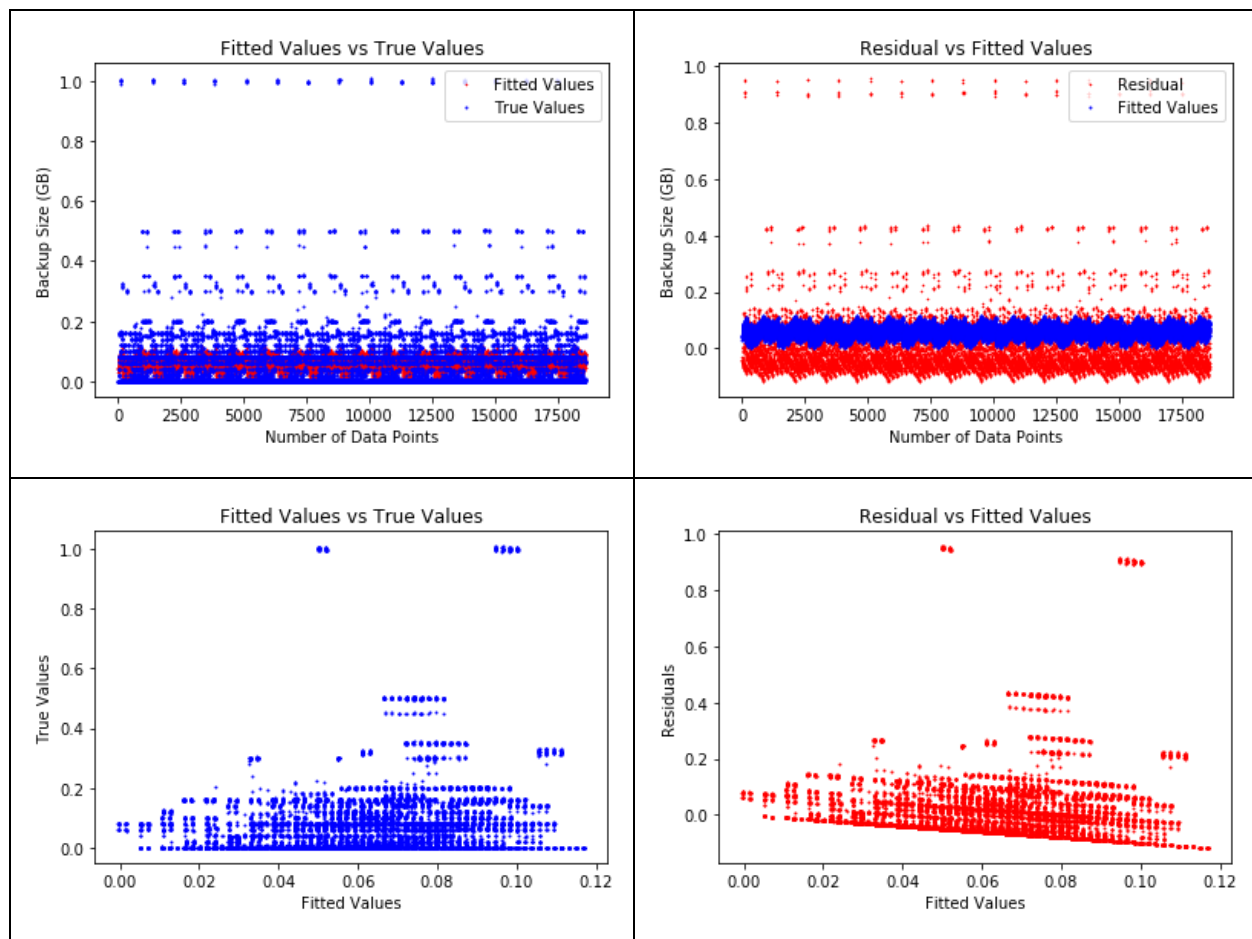 Fitted Values vs True Values
1.0
0.8
0.6
0.4
0.2
0.0
Backup Size (GB)
Fitted Values
True Values
0 2500 5000 7500 10000 12500 15000 17500
Number of Data Points
Residual vs Fitted Values
1.0
0.8
0.6
0.4
0.2
0.0
Backup Size (GB)
Residual
Fitted Values
0 2500 5000 7500 10000 12500 15000 17500
Number of Data Points
Fitted Values vs True Values
1.0
0.8
0.6
0.4
0.2
0.0
True Values
0.00 0.02 0.04 0.06 0.08 0.10 0.12
Fitted Values
Residual vs Fitted Values
1.0
0.8
0.6
0.4
0.2
0.0
Residuals
0.00 0.02 0.04 0.06 0.08 0.10 0.12
Fitted Values